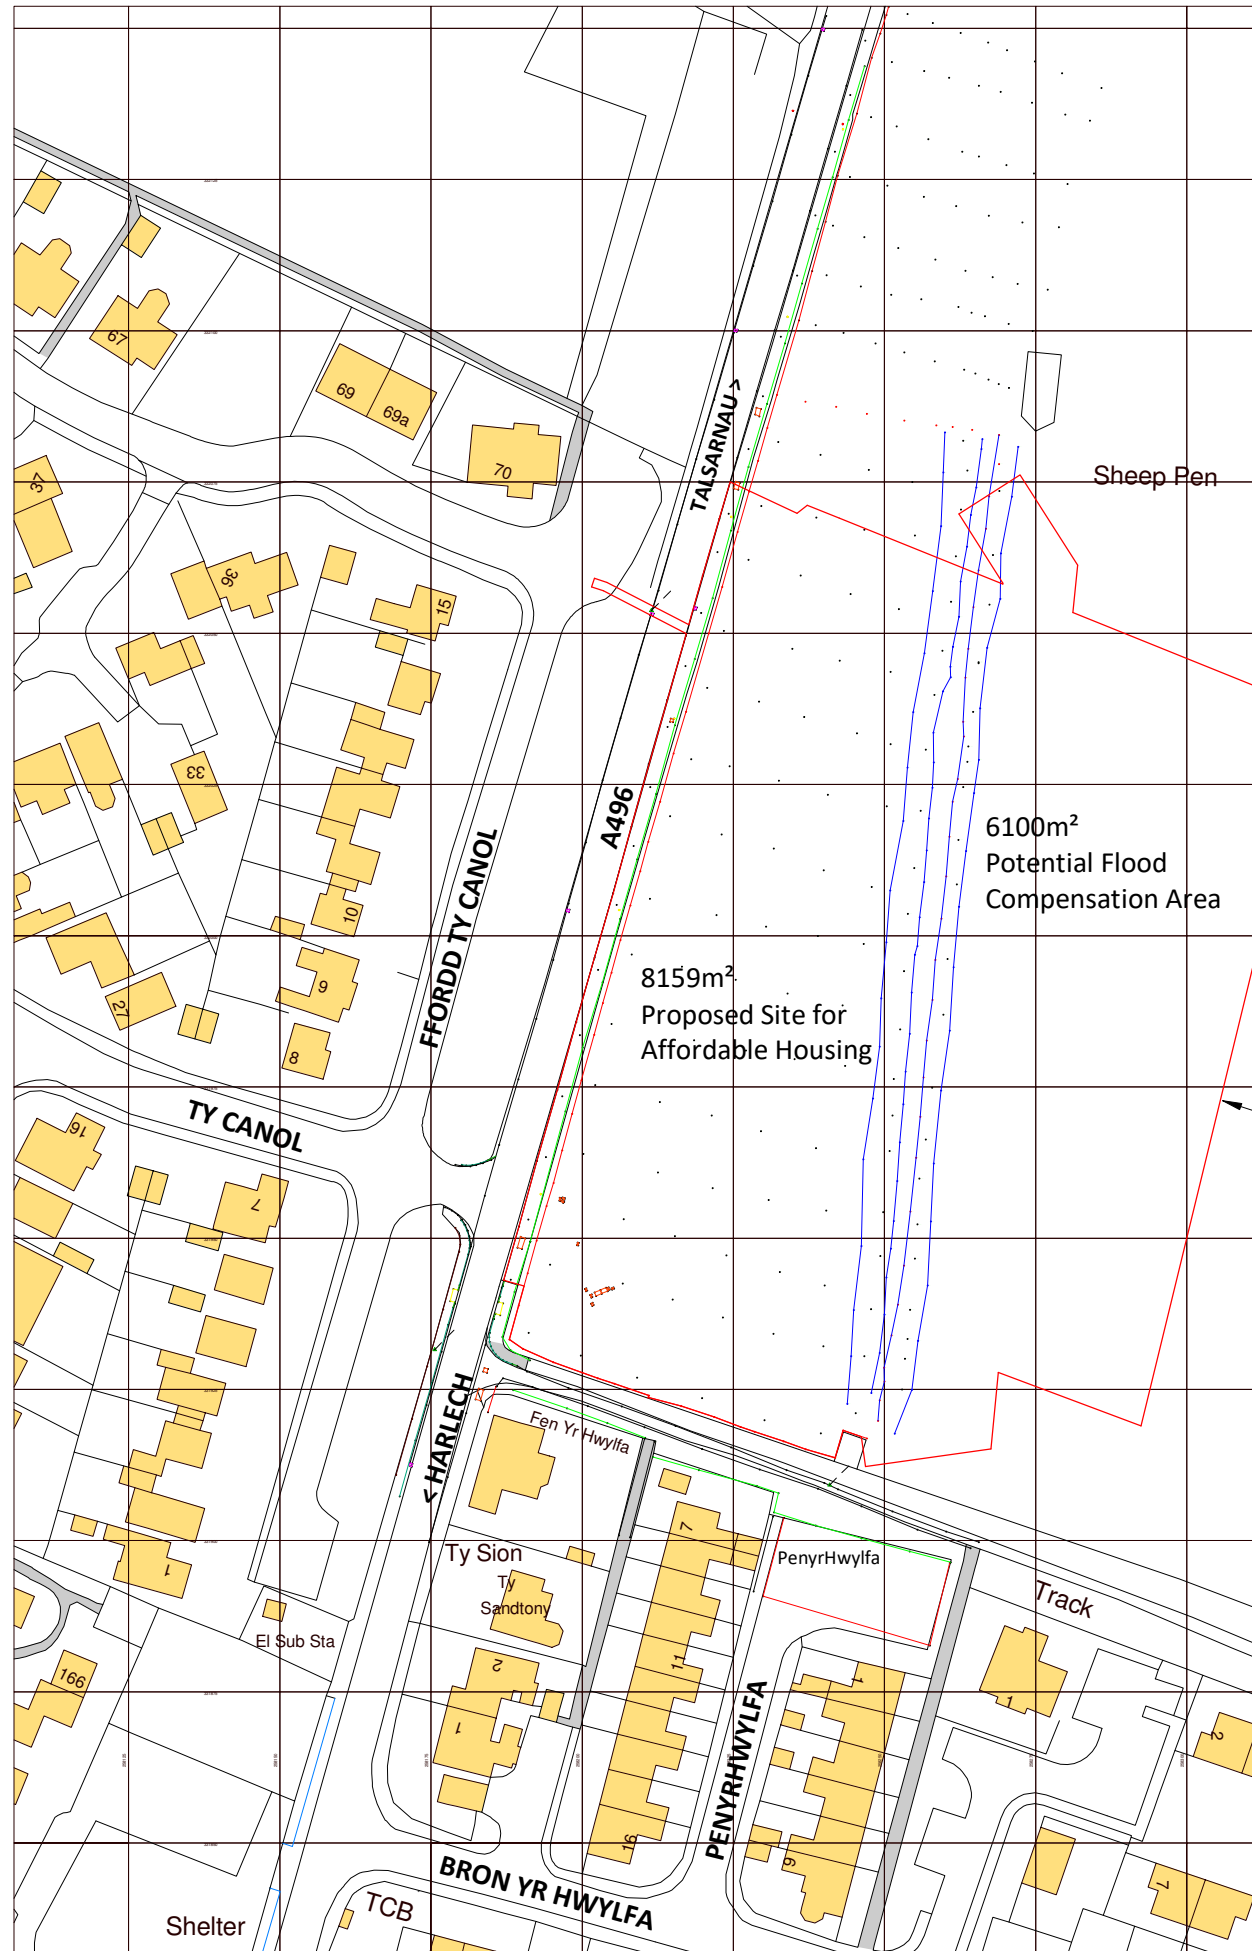 67
69
69a
70
37
TALSARNAU >
Sheep Pen
36
15
33
A496
6100m²
Potential Flood
Compensation Area
FFORDD TY CANOL
10
9
27
8
8159m²
Proposed Site for
Affordable Housing
TY CANOL
16
7
< HARLECH
Fen Yr Hwylfa
7
1
Ty Sion
Ty
Sandtony
PenyrHwylfa
Track
El Sub Sta
166
2
1
11
1
1
2
PENYRHWYLFA
16
9
7
BRON YR HWYLFA
TCB
Shelter